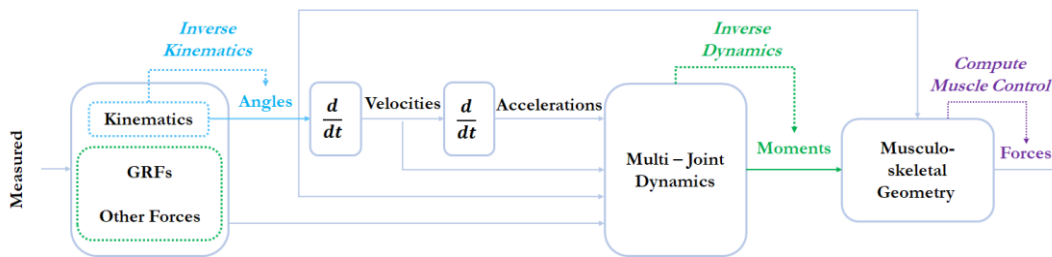 Measured
Inverse
Kinematics
Kinematics
GRFs
Other Forces
Angles
d
dt
Velocities
d
dt
Accelerations
Inverse
Dynamics
Multi – Joint
Dynamics
Moments
Compute
Muscle Control
Musculo-
skeletal
Geometry
Forces